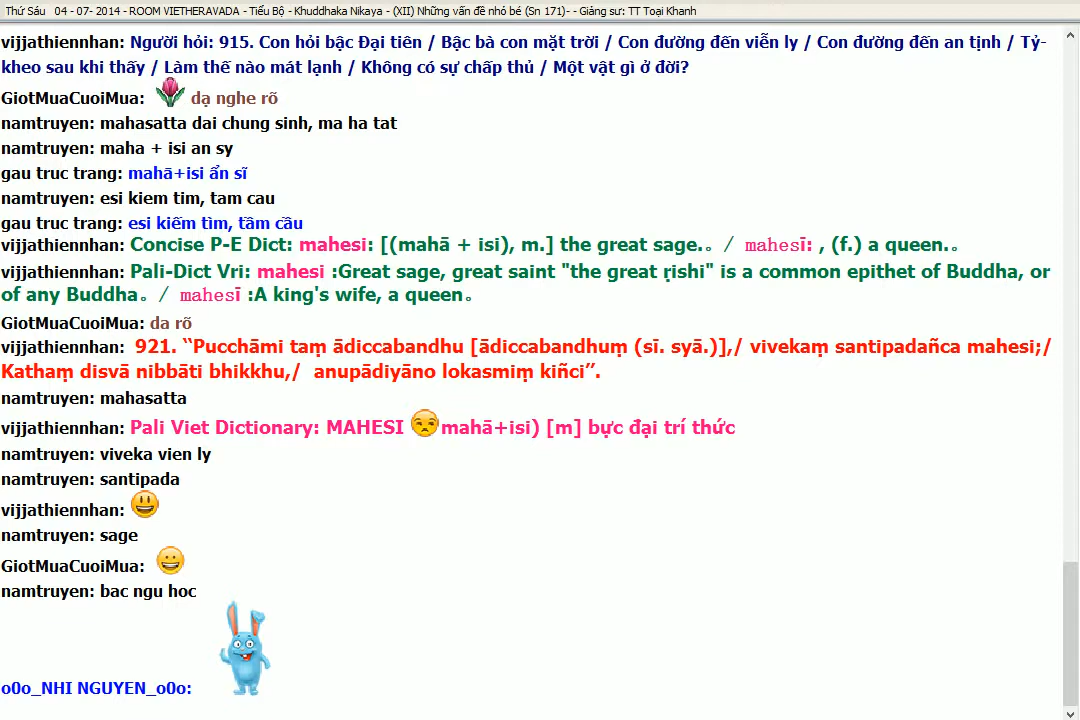 Thứ Sáu   04 - 07- 2014 - ROOM VIETHERAVADA - Tiểu Bộ - Khuddhaka Nikaya - (XII) Những vấn đề nhỏ bé (Sn 171)- - Giảng sư: TT Toại Khanh
vijjathiennhan: Người hỏi: 915. Con hỏi bậc Đại tiên / Bậc bà con mặt trời / Con đường đến viễn ly / Con đường đến an tịnh / Tỷ-
kheo sau khi thấy / Làm thế nào mát lạnh / Không có sự chấp thủ / Một vật gì ở đời?
GiotMuaCuoiMua: dạ nghe rõ
namtruyen: mahasatta dai chung sinh, ma ha tat
namtruyen: maha + isi an sy
gau truc trang: mahā+isi ẩn sĩ
namtruyen: esi kiem tim, tam cau
gau truc trang: esi kiếm tìm, tầm cầu
vijjathiennhan: Concise P-E Dict: mahesi: [(mahā + isi), m.] the great sage.。/ mahesī: , (f.) a queen.。
vijjathiennhan: Pali-Dict Vri: mahesi :Great sage, great saint "the great ṛishi" is a common epithet of Buddha, or
of any Buddha。/ mahesī :A king's wife, a queen。
GiotMuaCuoiMua: da rõ
vijjathiennhan: 921. “Pucchāmi taṃ ādiccabandhu [ādiccabandhuṃ (sī. syā.)],/ vivekaṃ santipadañca mahesi;/
Kathaṃ disvā nibbāti bhikkhu,/ anupādiyāno lokasmiṃ kiñci”.
namtruyen: mahasatta
vijjathiennhan: Pali Viet Dictionary: MAHESI mahā+isi) [m] bực đại trí thức
namtruyen: viveka vien ly
namtruyen: santipada
vijjathiennhan:
namtruyen: sage
GiotMuaCuoiMua:
namtruyen: bac ngu hoc
o0o_NHI NGUYEN_o0o: